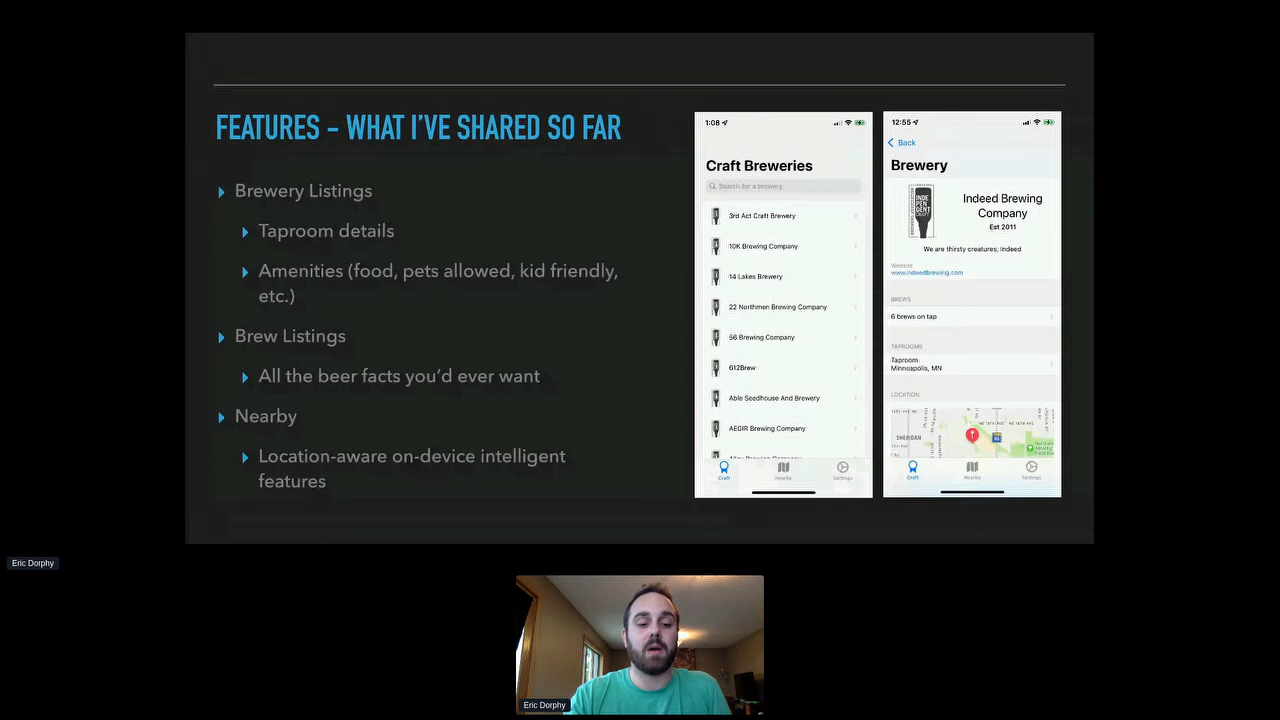 FEATURES – WHAT I'VE SHARED SO FAR
Brewery Listings
Taproom details
Amenities (food, pets allowed, kid friendly,
etc.)
Brew Listings
All the beer facts you'd ever want
Nearby
Location aware on-device intelligent
features
1:08
Craft Breweries
Search for a brewery
3rd Act Craft Brewery
10K Brewing Company
14 Lakes Brewery
22 Northmen Brewing Company
56 Brewing Company
612Brew
Able Seedhouse And Brewery
AEGIR Brewing Company
Craft
Nearby
Settings
12:55
Back
Brewery
INDE
PEN
DENT
CRAFT
Indeed Brewing
Company
Est 2011
We are thirsty creatures, Indeed
Website
www.indeedbrewing.com
BREWS
6 brews on tap
TAPROOMS
Taproom
Minneapolis, MN
LOCATION
SHERIDAN
Craft
Nearby
Settings
Eric Dorphy
Eric Dorphy